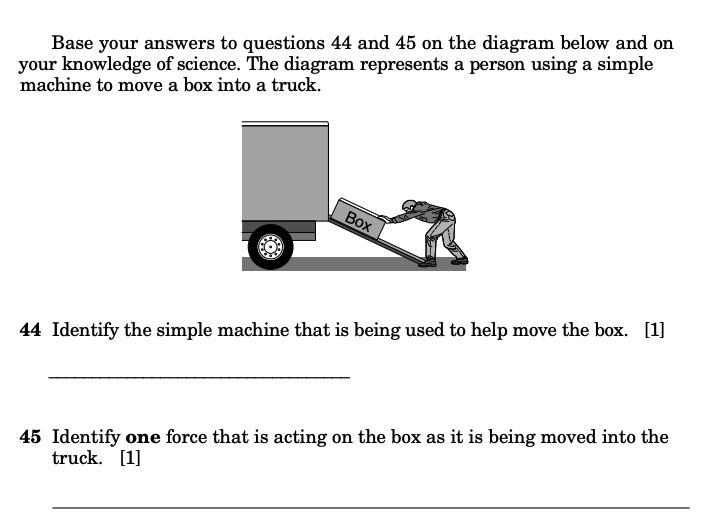 Base your answers to questions 44 and 45 on the diagram below and on
your knowledge of science. The diagram represents a person using a simple
machine to move a box into a truck.
Box
44 Identify the simple machine that is being used to help move the box. [1]
45 Identify one force that is acting on the box as it is being moved into the
truck. [1]